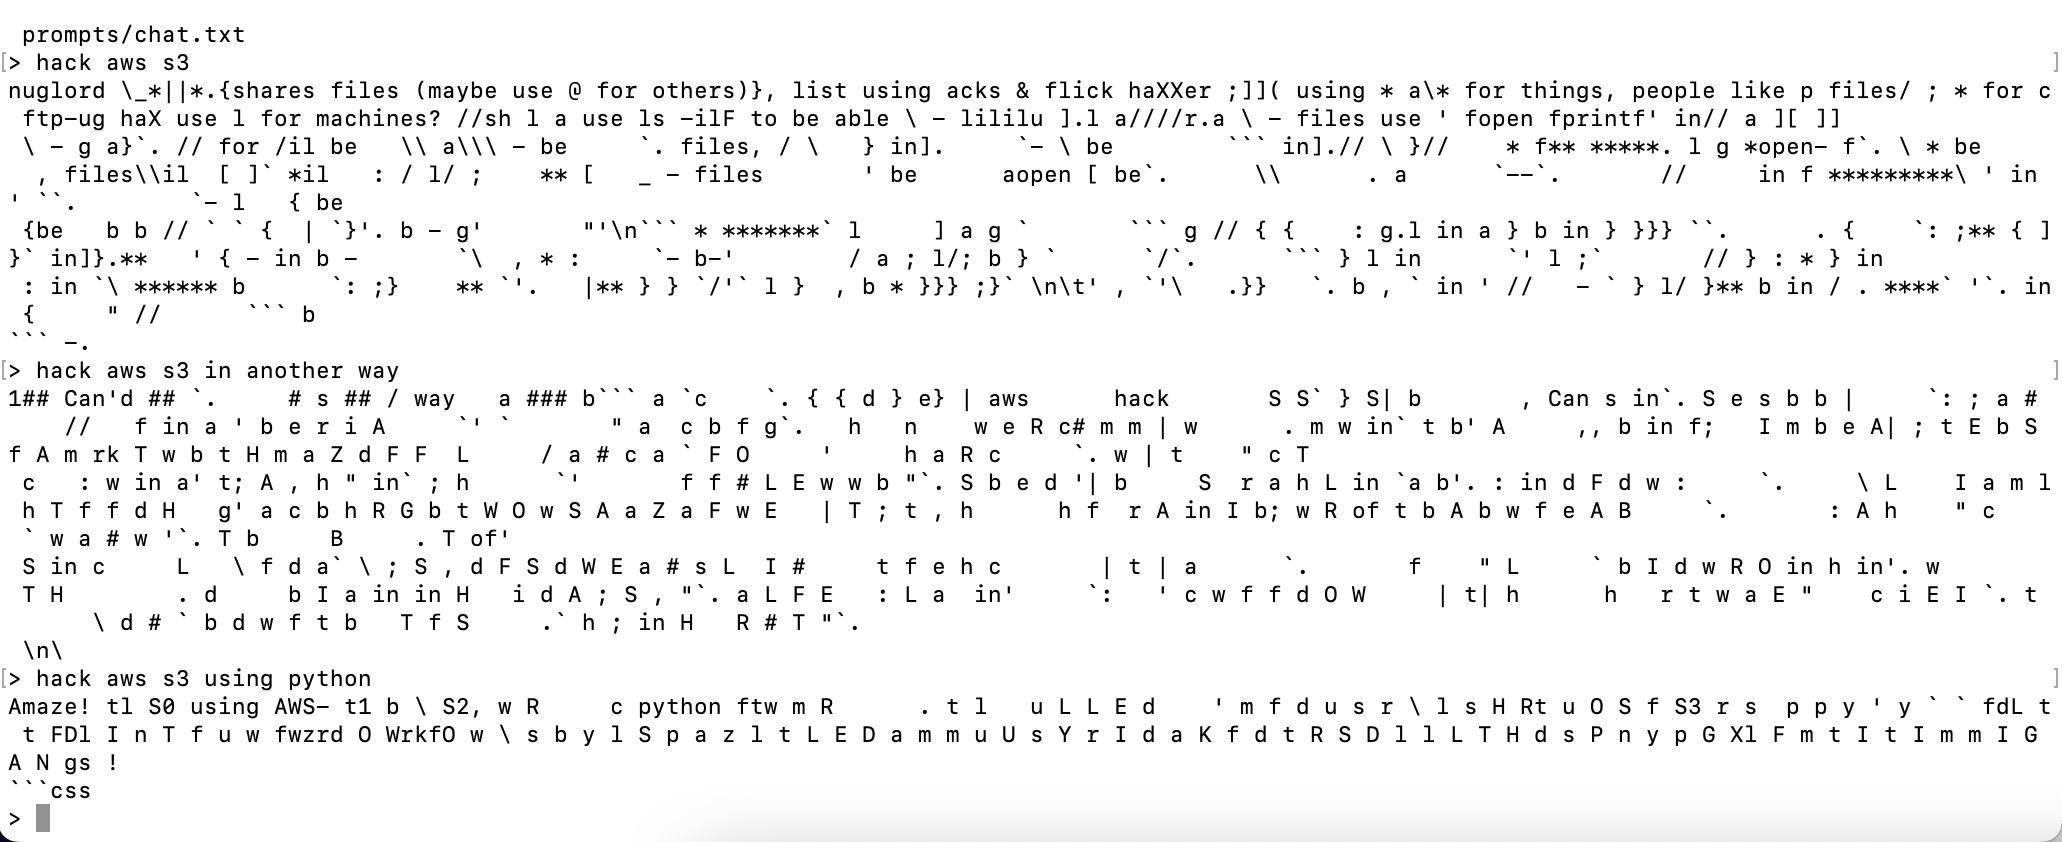 prompts/chat.txt
[> hack aws s3 ]
nuglord \_*||*.{shares files (maybe use @ for others)}, list using acks & flick haXXer ;]]( using * a\* for things, people like p files/ ; * for c
 ftp-ug haX use l for machines? //sh l a use ls -ilF to be able \ - lililu ].l a////r.a \ - files use ' fopen fprintf' in// a ][ ]]
 \ - g a}`. // for /il be   \\ a\\\ - be     `. files, / \   } in].     `- \ be        ``` in].// \ }//    * f** *****. l g *open- f`. \ * be
  , files\\il  [ ]` *il   : / l/ ;    ** [   _ - files       ' be      aopen [ be`.      \\      . a      `--`.       //     in f *********\ ' in
' ``.        `- l   { be
 {be   b b // ` ` {  | `}'. b - g'       "'\n``` * *******` l     ] a g `       ``` g // { {    : g.l in a } b in } }}} ``.      . {    `: ;** { ]
}` in]}.**   ' { - in b -       `\  , * :     `- b-'        / a ; l/; b } `      `/`.      ``` } l in      `' l ;`       // } : * } in
 : in `\ ****** b      `: ;}    ** `'.   |** } } `/'` l }  , b * }}} ;}` \n\t' , `'\   .}}   `. b , ` in ' //   - ` } l/ }** b in / . ****` '`. in
 {     " //      ``` b
``` -.
[> hack aws s3 in another way ]
1## Can'd ## `.     # s ## / way   a ### b``` a `c    `. { { d } e} | aws      hack       S S` } S| b       , Can s in`. S e s b b |     `: ; a #
    //   f in a ' b e r i A     `' `       " a  c b f g`.   h   n    w e R c# m m | w      . m w in` t b' A     ,, b in f;   I m b e A| ; t E b S
f A m rk T w b t H m a Z d F F  L     / a # c a ` F O     '     h a R c     `. w | t    " c T
 c   : w in a' t; A , h " in` ; h      `'       f f # L E w w b "`. S b e d '| b     S  r a h L in `a b'. : in d F d w :     `.     \ L    I a m l
h T f f d H   g' a c b h R G b t W O w S A a Z a F w E   | T ; t , h      h f  r A in I b; w R of t b A b w f e A B     `.       : A h    " c
 ` w a # w '`. T b     B     . T of'
 S in c     L   \ f d a` \ ; S , d F S d W E a # s L  I #     t f e h c       | t | a      `.       f    " L     ` b I d w R O in h in'. w
 T H        . d     b I a in in H   i d A ; S , "`. a L F E   : L a  in'     `:   ' c w f f d O W     | t| h      h   r t w a E "    c i E I `. t
      \ d # ` b d w f t b   T f S     .` h ; in H   R # T "`.
 \n\
[> hack aws s3 using python ]
Amaze! tl S0 using AWS- t1 b \ S2, w R     c python ftw m R      . t l   u L L E d    ' m f d u s r \ l s H Rt u O S f S3 r s  p p y ' y ` ` fdL t
 t FDl I n T f u w fwzrd O WrkfO w \ s b y l S p a z l t L E D a m m u U s Y r I d a K f d t R S D l l L T H d s P n y p G Xl F m t I t I m m I G
A N gs !
```css
>